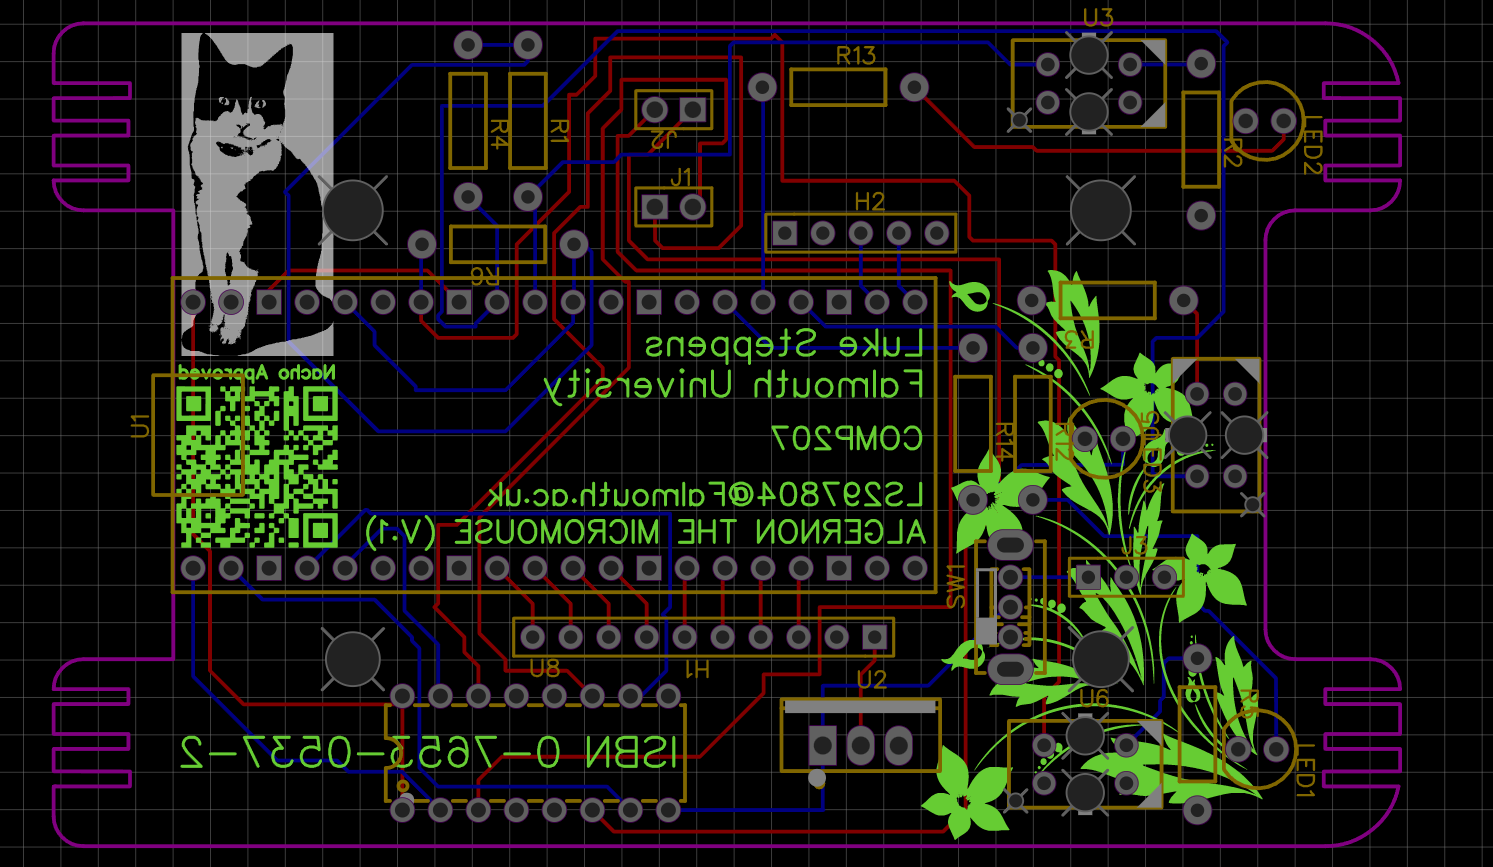 U3
R13
R4
R1
J2
R2
LED2
J1
H2
R9
R3
Luke Steppens
Falmouth University
Nacho Approved
U1
COMP207
R14
R12
LS297804@Falmouth.ac.uk
ALGERNON THE MICROMOUSE (V.1)
SW1
U8
H1
U2
U6
ISBN 0-7653-0537-2
LED1